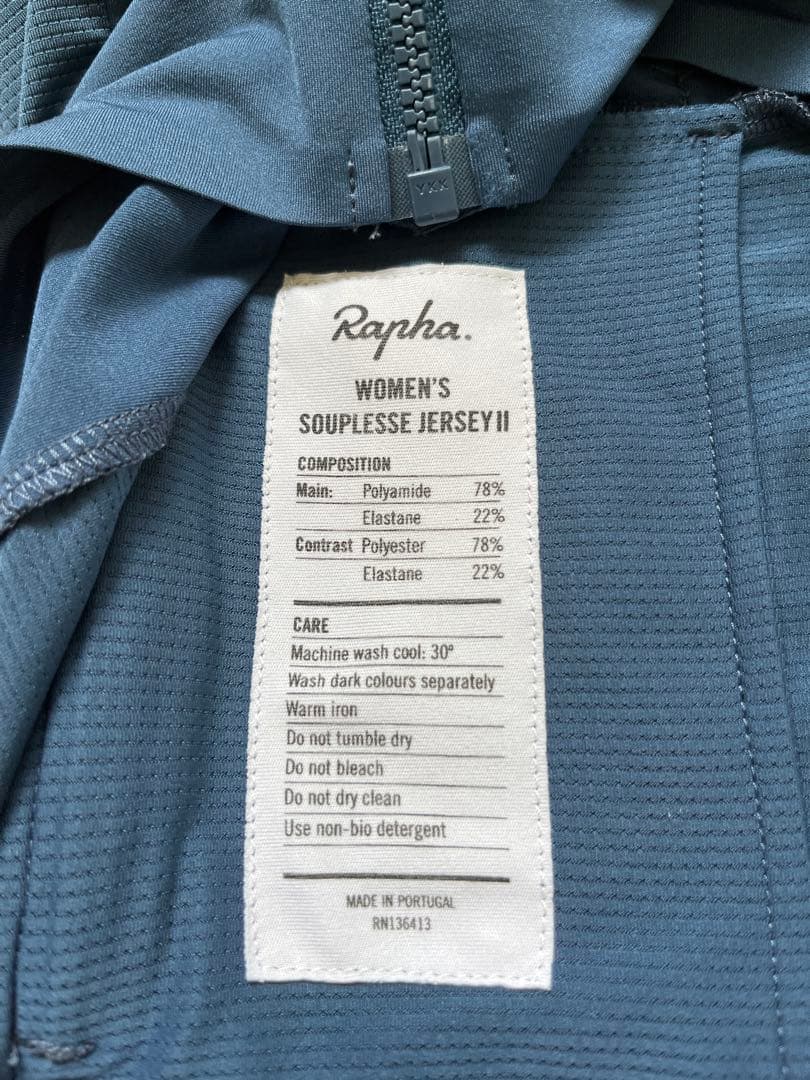 YKK
Rapha.
WOMEN'S
SOUPLESSE JERSEY II
COMPOSITION
Main: Polyamide 78%
Elastane 22%
Contrast Polyester 78%
Elastane 22%
CARE
Machine wash cool: 30°
Wash dark colours separately
Warm iron
Do not tumble dry
Do not bleach
Do not dry clean
Use non-bio detergent
MADE IN PORTUGAL
RN136413